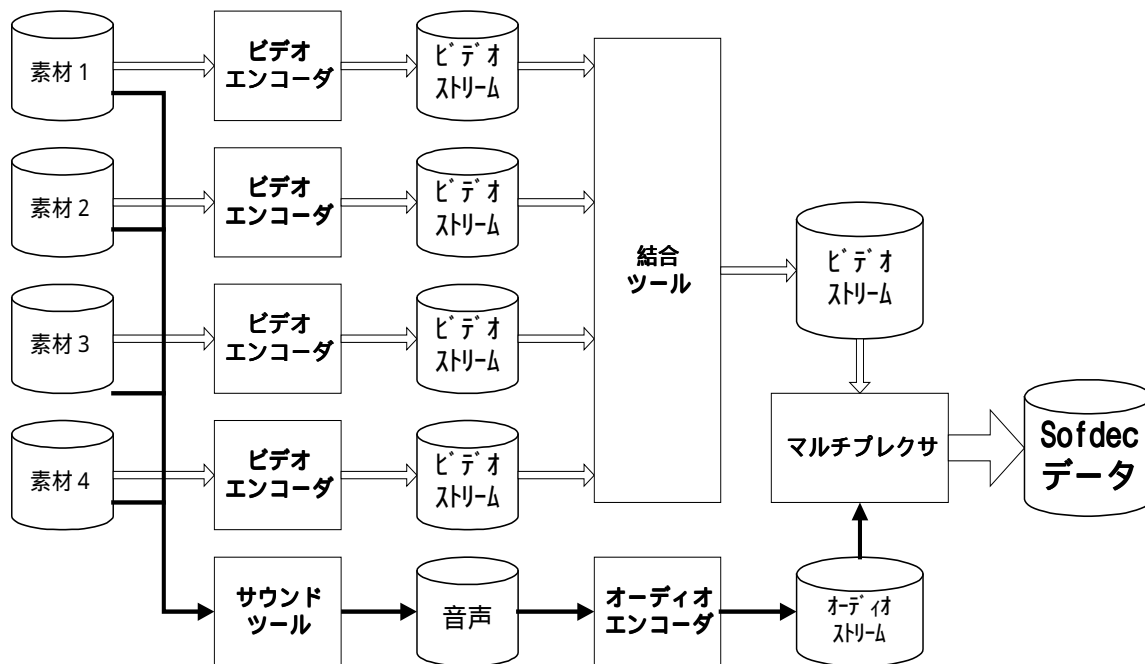 素材1
ビデオ
エンコーダ
ﾋﾞﾃﾞｵ
ｽﾄﾘｰﾑ
素材2
ビデオ
エンコーダ
ﾋﾞﾃﾞｵ
ｽﾄﾘｰﾑ
素材3
ビデオ
エンコーダ
ﾋﾞﾃﾞｵ
ｽﾄﾘｰﾑ
素材4
ビデオ
エンコーダ
ﾋﾞﾃﾞｵ
ｽﾄﾘｰﾑ
結合
ツール
ﾋﾞﾃﾞｵ
ｽﾄﾘｰﾑ
マルチプレクサ
Sofdec
データ
サウンド
ツール
音声
オーディオ
エンコーダ
ｵｰﾃﾞｨｵ
ｽﾄﾘｰﾑ